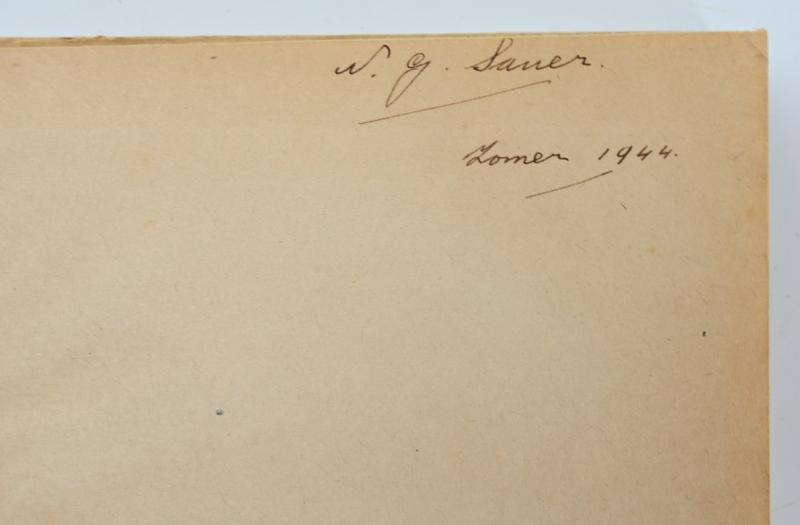 N. G. Sauer.
Zomer 1944.